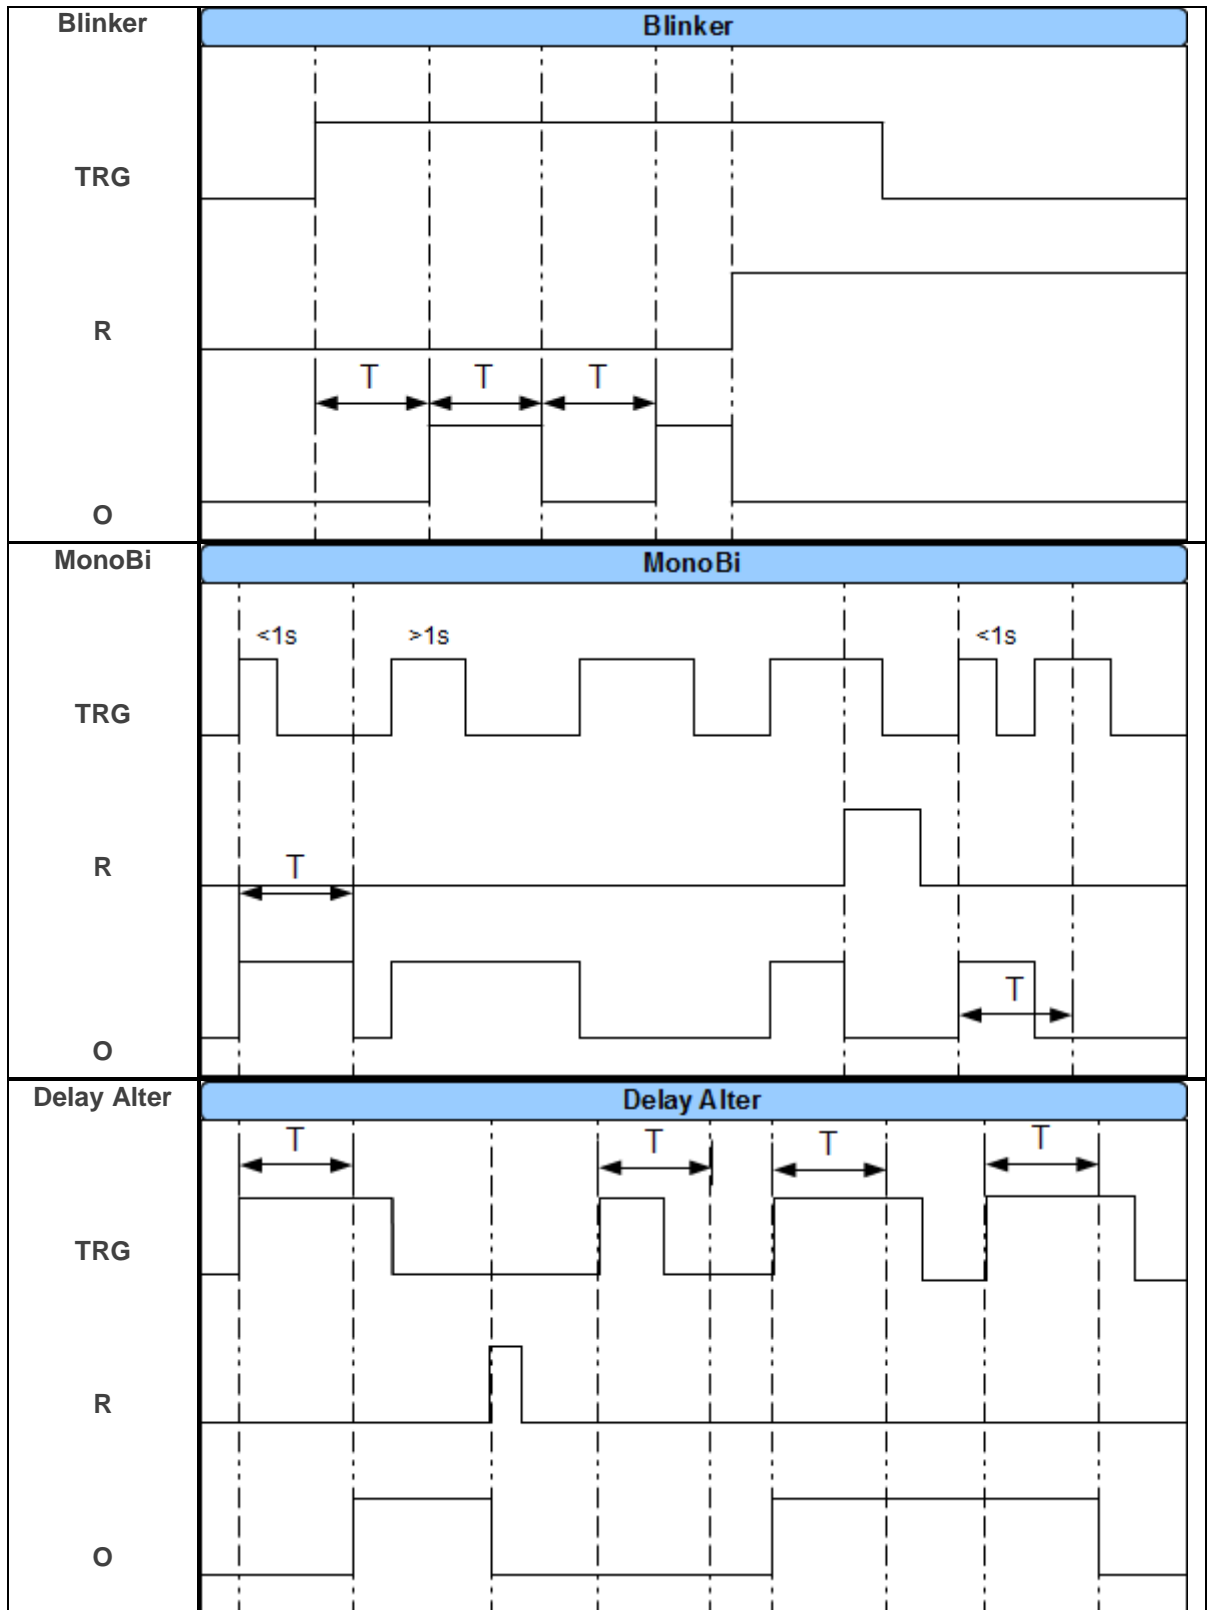 Blinker
Blinker
TRG
R
T T T
O
MonoBi
MonoBi
<1s >1s <1s
TRG
R
T
T
O
Delay Alter
Delay Alter
T T T T
TRG
R
O